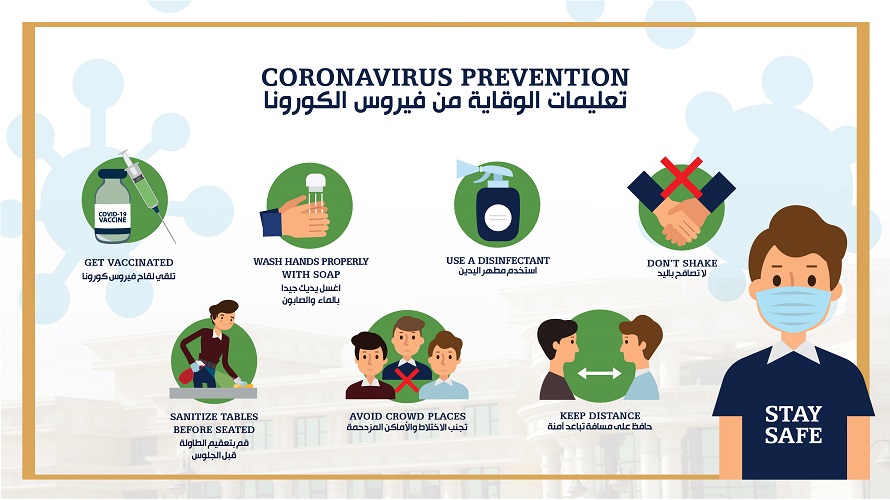 CORONAVIRUS PREVENTION
تعليمات الوقاية من فيروس الكورونا
COVID-19
VACCINE
GET VACCINATED
تلقي لقاح فيروس كورونا
WASH HANDS PROPERLY
WITH SOAP
اغسل يديك جيدا
بالماء والصابون
USE A DISINFECTANT
استخدم مطهر اليدين
DON'T SHAKE
لا تصافح باليد
SANITIZE TABLES
BEFORE SEATED
قم بتعقيم الطاولة
قبل الجلوس
AVOID CROWD PLACES
تجنب الاختلاط والأماكن المزدحمة
KEEP DISTANCE
حافظ على مسافة تباعد آمنة
STAY
SAFE